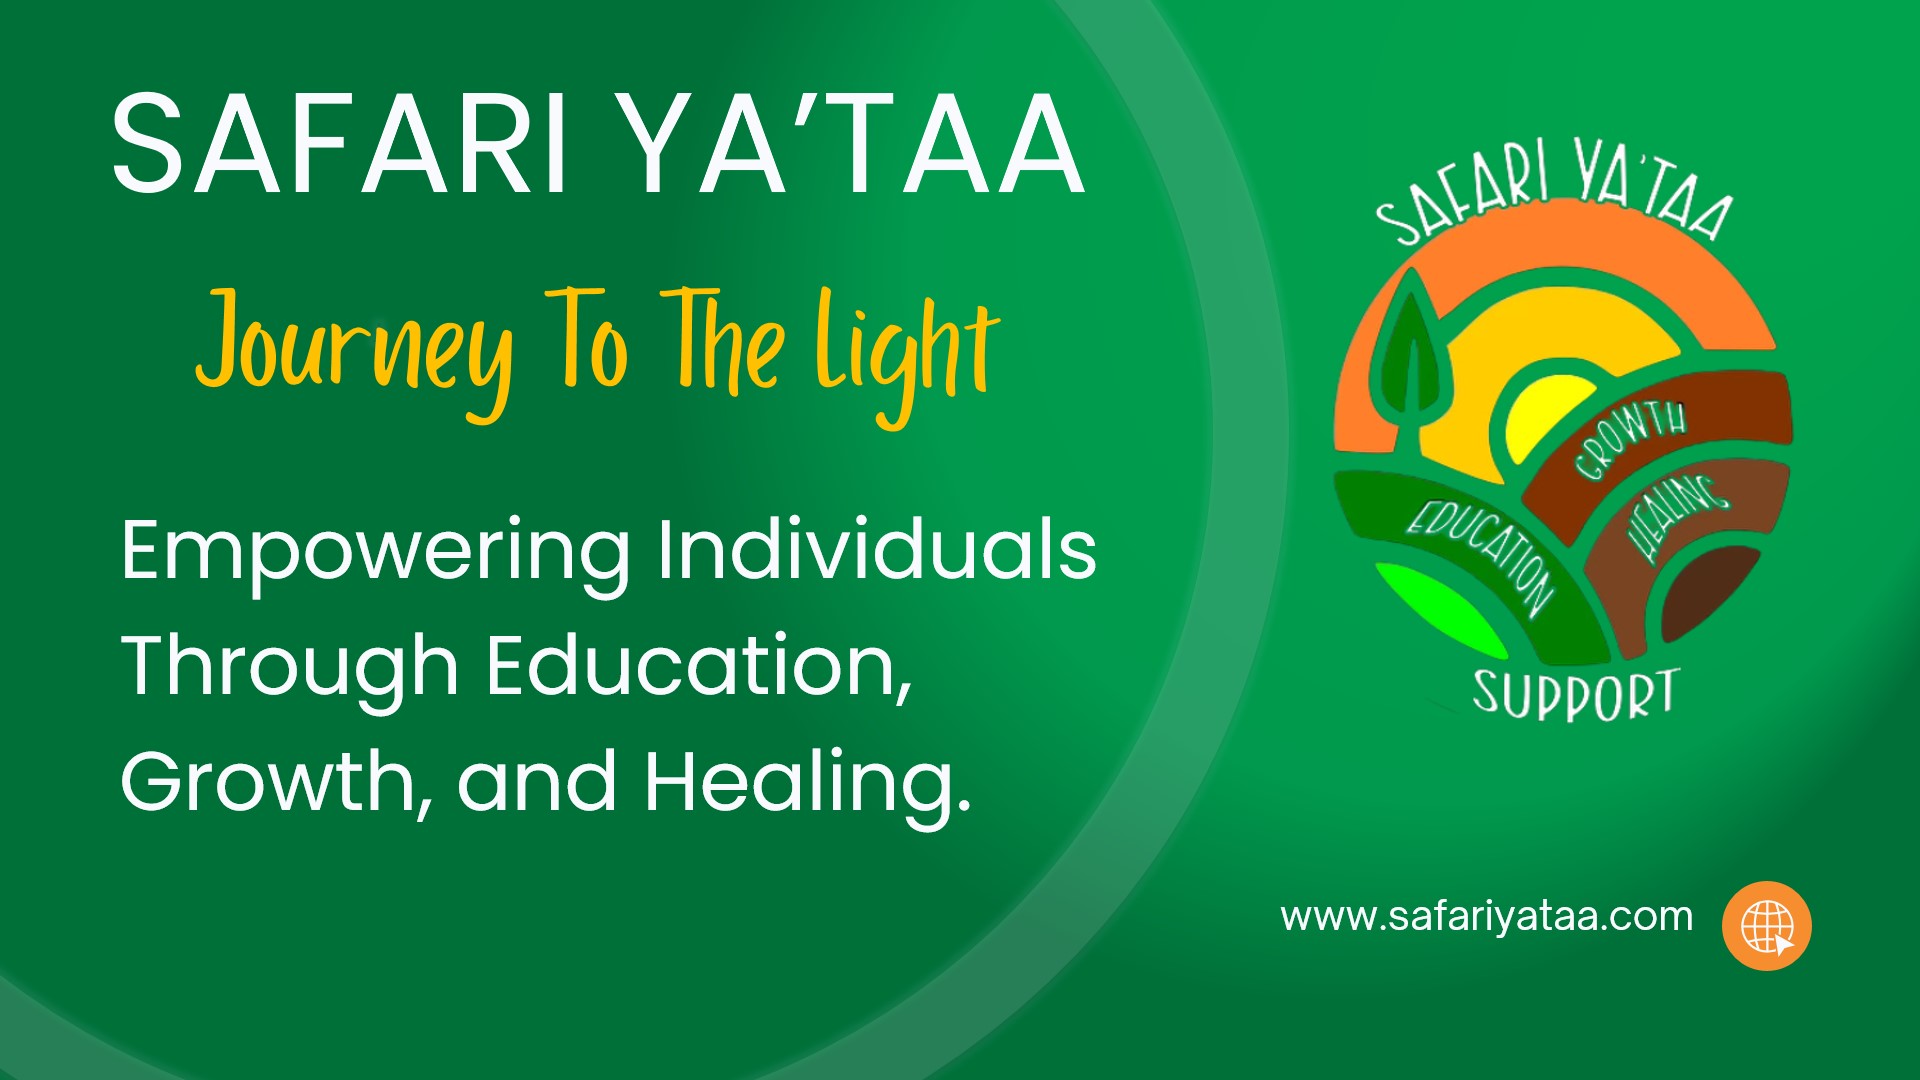 SAFARI YA’TAA
Journey To The Light
Empowering Individuals
Through Education,
Growth, and Healing.
SAFARI YA'TAA
GROWTH
HEALING
EDUCATION
SUPPORT
www.safariyataa.com